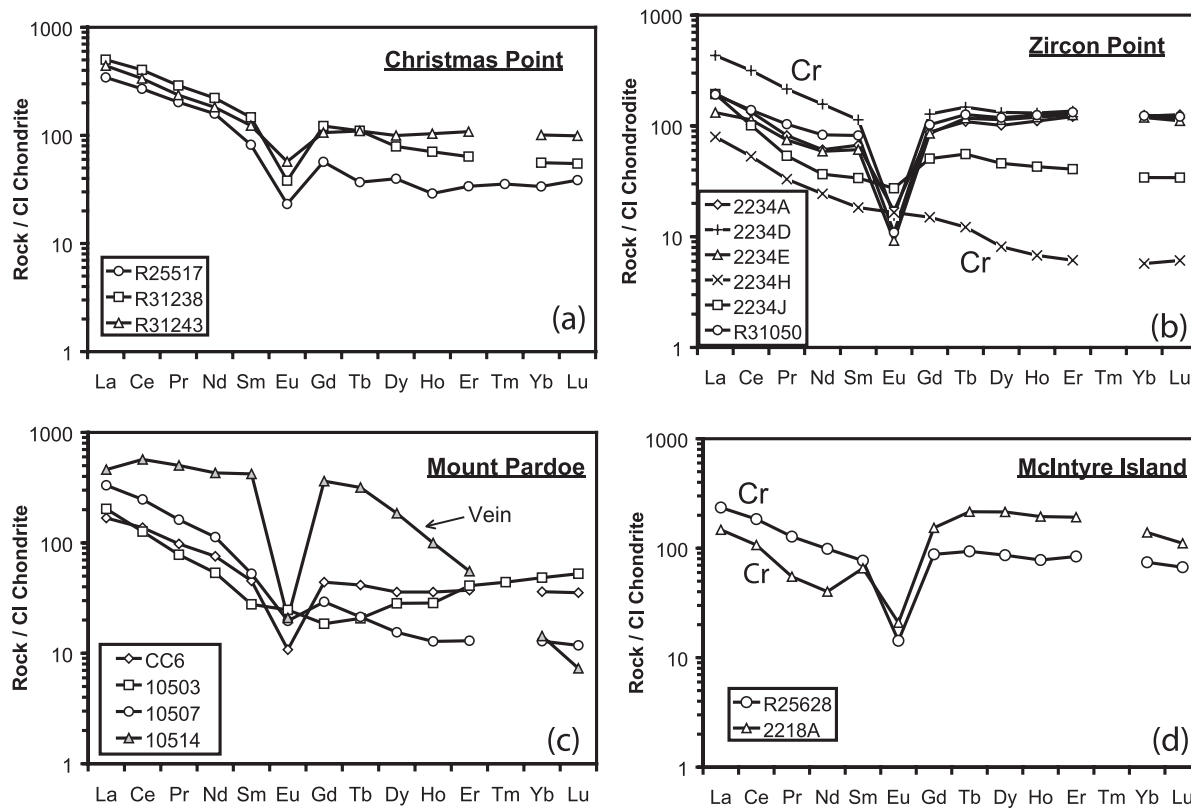 Christmas Point
Rock / CI Chondrite
1000
100
10
1
R25517
R31238
R31243
(a)
La Ce Pr Nd Sm Eu Gd Tb Dy Ho Er Tm Yb Lu
Zircon Point
Rock / CI Chondrodite
1000
100
10
1
Cr
Cr
2234A
2234D
2234E
2234H
2234J
R31050
(b)
La Ce Pr Nd Sm Eu Gd Tb Dy Ho Er Tm Yb Lu
Mount Pardoe
Rock / CI Chondrite
1000
100
10
1
Vein
CC6
10503
10507
10514
(c)
La Ce Pr Nd Sm Eu Gd Tb Dy Ho Er Tm Yb Lu
McIntyre Island
Rock / CI Chondrite
1000
100
10
1
Cr
Cr
R25628
2218A
(d)
La Ce Pr Nd Sm Eu Gd Tb Dy Ho Er Tm Yb Lu